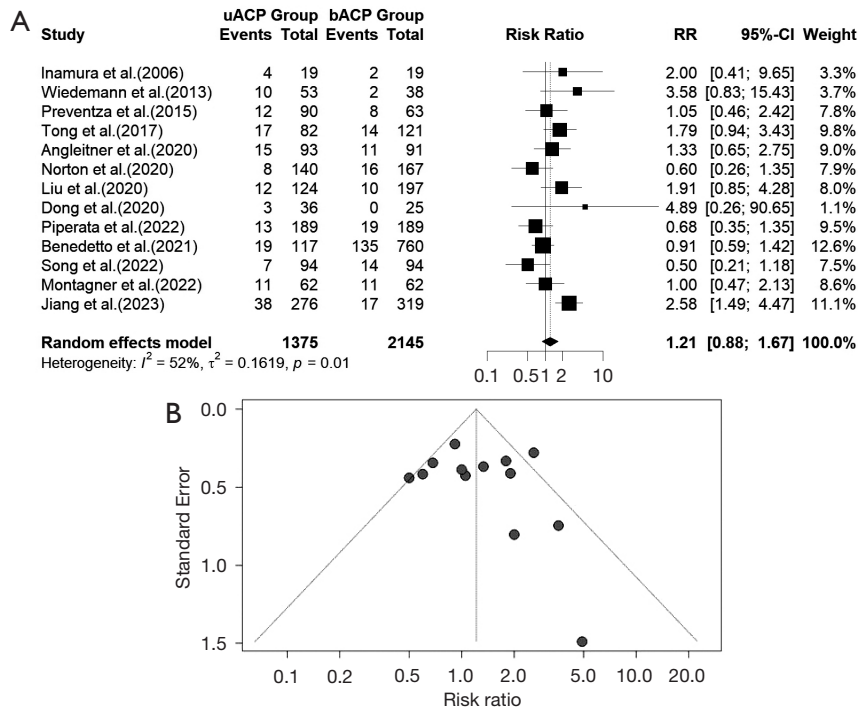 A
uACP Group bACP Group
Study Events Total Events Total Risk Ratio RR 95%-CI Weight
Inamura et al.(2006) 4 19 2 19 2.00 [0.41; 9.65] 3.3%
Wiedemann et al.(2013) 10 53 2 38 3.58 [0.83; 15.43] 3.7%
Preventza et al.(2015) 12 90 8 63 1.05 [0.46; 2.42] 7.8%
Tong et al.(2017) 17 82 14 121 1.79 [0.94; 3.43] 9.8%
Angleitner et al.(2020) 15 93 11 91 1.33 [0.65; 2.75] 9.0%
Norton et al.(2020) 8 140 16 167 0.60 [0.26; 1.35] 7.9%
Liu et al.(2020) 12 124 10 197 1.91 [0.85; 4.28] 8.0%
Dong et al.(2020) 3 36 0 25 4.89 [0.26; 90.65] 1.1%
Piperata et al.(2022) 13 189 19 189 0.68 [0.35; 1.35] 9.5%
Benedetto et al.(2021) 19 117 135 760 0.91 [0.59; 1.42] 12.6%
Song et al.(2022) 7 94 14 94 0.50 [0.21; 1.18] 7.5%
Montagner et al.(2022) 11 62 11 62 1.00 [0.47; 2.13] 8.6%
Jiang et al.(2023) 38 276 17 319 2.58 [1.49; 4.47] 11.1%
Random effects model 1375 2145 1.21 [0.88; 1.67] 100.0%
Heterogeneity: I² = 52%, τ² = 0.1619, p = 0.01
0.1 0.5 1 2 10
B
Standard Error
0.0
0.5
1.0
1.5
0.1 0.2 0.5 1.0 2.0 5.0 10.0 20.0
Risk ratio